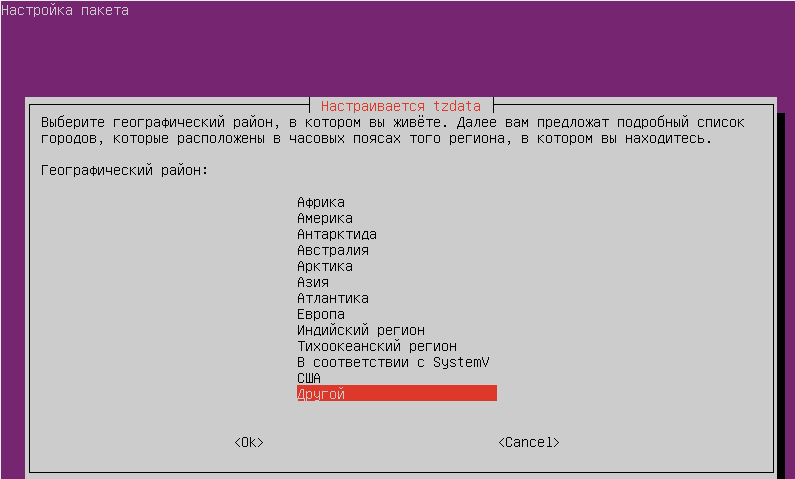 Настройка пакета
Настраивается tzdata
Выберите географический район, в котором вы живёте. Далее вам предложат подробный список
городов, которые расположены в часовых поясах того региона, в котором вы находитесь.
Географический район:
Африка
Америка
Антарктида
Австралия
Арктика
Азия
Атлантика
Европа
Индийский регион
Тихоокеанский регион
В соответствии с SystemV
США
Другой
<Ok> <Cancel>